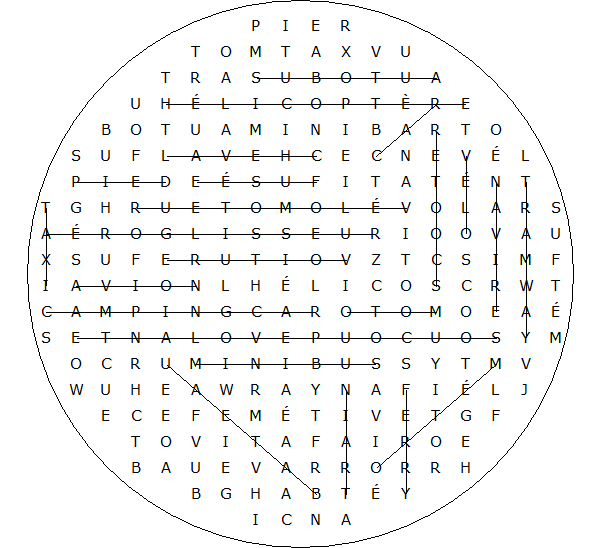 P I E R
T O M T A X V U
T R A S U B O T U A
U H É L I C O P T È R E
B O T U A M I N I B A R T O
S U F L A V E H C E C N E V É L
P I E D E É S U F I T A T É N T
T G H R U E T O M O L É V O L A R S
A É R O G L I S S E U R I O O V A U
X S U F E R U T I O V Z T C S I M F
I A V I O N L H É L I C O S C R W T
C A M P I N G C A R O T O M O E A É
S E T N A L O V E P U O C U O S Y M
O C R U M I N I B U S S Y T M V
W U H E A W R A Y N A F I É L J
E C E F E M É T I V E T G F
T O V I T A F A I R O E
B A U E V A R R O R R H
B G H A B T É Y
I C N A